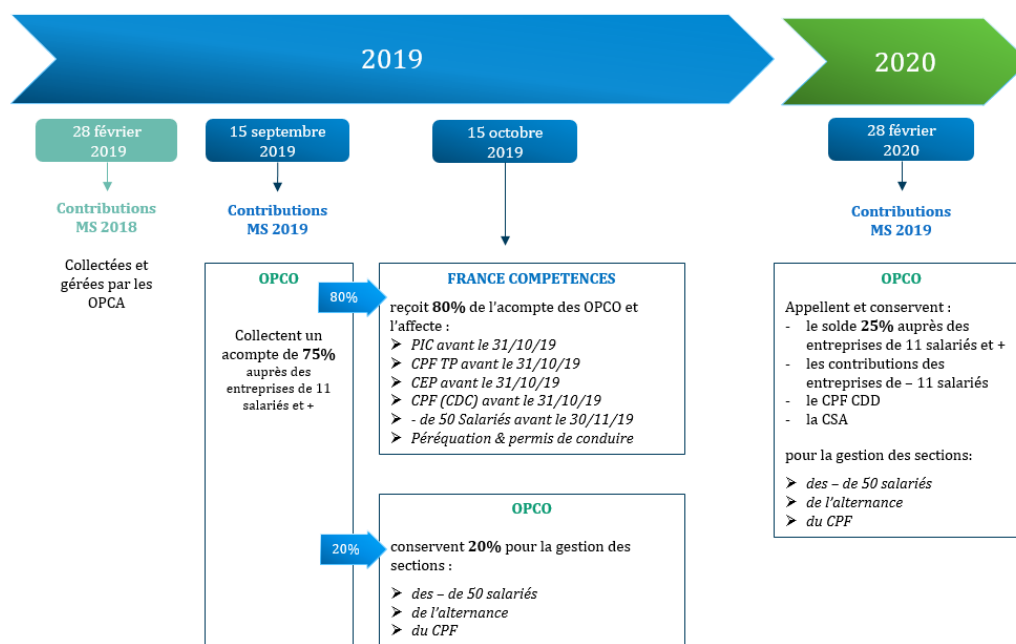 2019
2020
28 février
2019
15 septembre
2019
15 octobre
2019
28 février
2020
Contributions
MS 2018
Collectées et
gérées par les
OPCA
Contributions
MS 2019
OPCO
Collectent un
acompte de 75%
auprès des
entreprises de 11
salariés et +
80%
FRANCE COMPETENCES
reçoit 80% de l'acompte des OPCO et
l'affecte :
➢ PIC avant le 31/10/19
➢ CPF TP avant le 31/10/19
➢ CEP avant le 31/10/19
➢ CPF (CDC) avant le 31/10/19
➢ - de 50 Salariés avant le 30/11/19
➢ Péréquation & permis de conduire
20%
OPCO
conservent 20% pour la gestion des
sections :
➢ des – de 50 salariés
➢ de l'alternance
➢ du CPF
Contributions
MS 2019
OPCO
Appellent et conservent :
- le solde 25% auprès des
entreprises de 11 salariés et +
- les contributions des
entreprises de – 11 salariés
- le CPF CDD
- la CSA
pour la gestion des sections:
➢ des – de 50 salariés
➢ de l'alternance
➢ du CPF